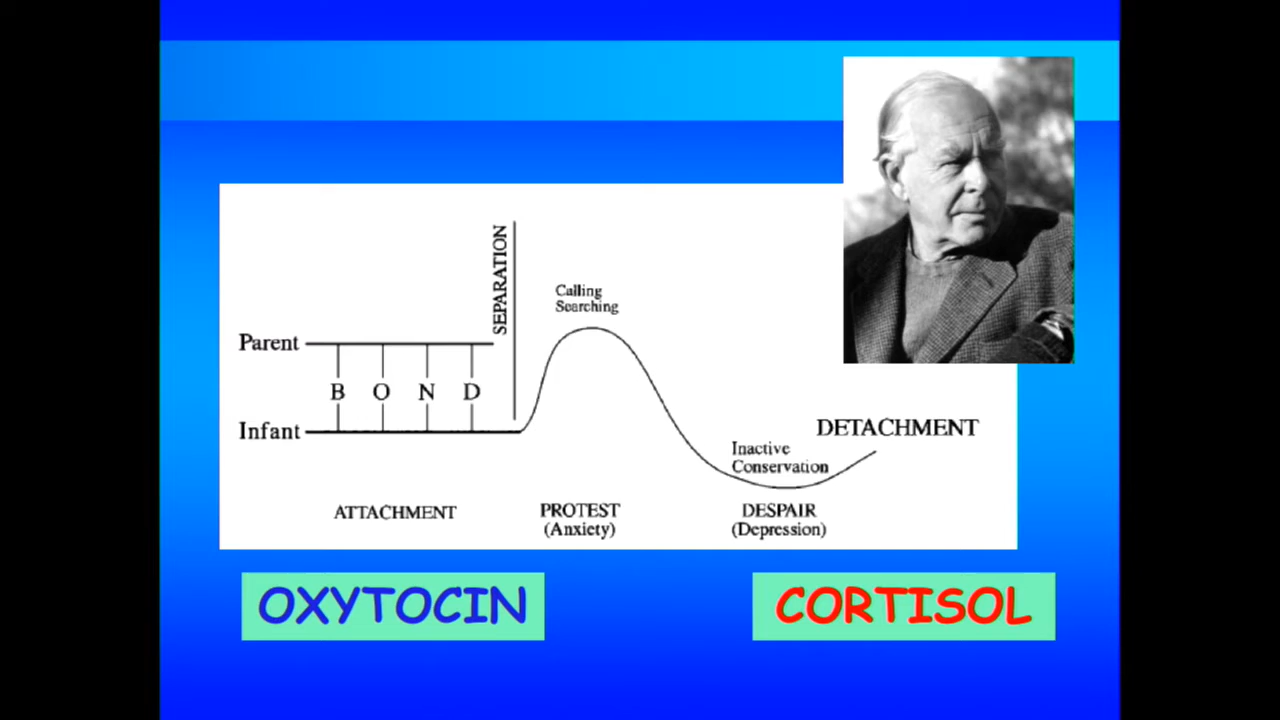 SEPARATION
Calling
Searching
Parent
B O N D
Infant
DETACHMENT
Inactive
Conservation
ATTACHMENT
PROTEST
(Anxiety)
DESPAIR
(Depression)
OXYTOCIN
CORTISOL